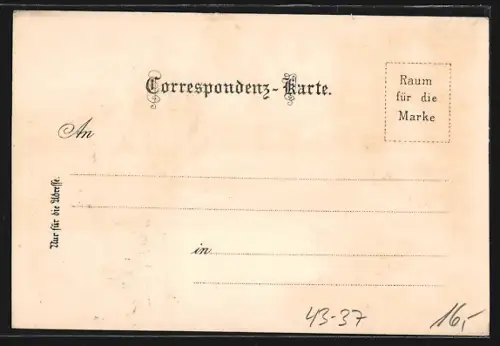 Correspondenz-Karte.
Raum
für die
Marke
An
Nur für die Adresse.
in
43-37
16,-